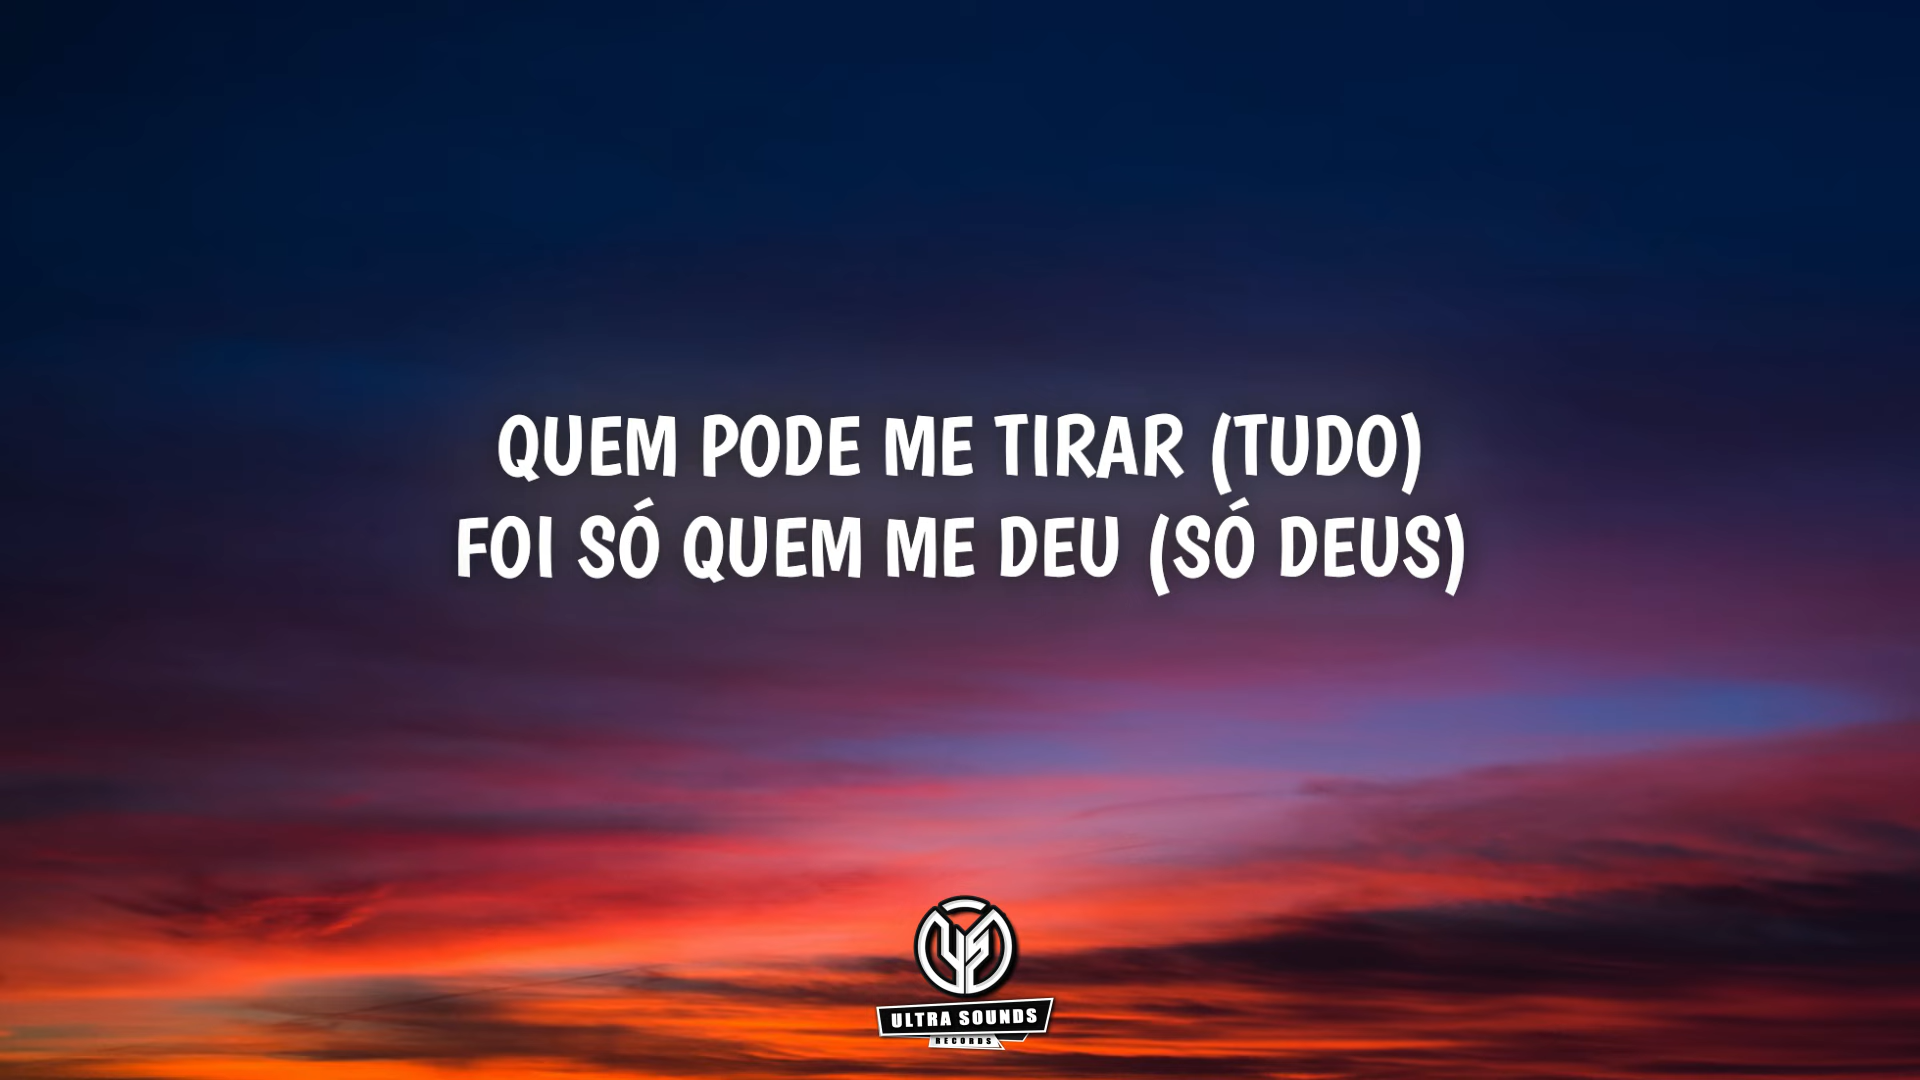 QUEM PODE ME TIRAR (TUDO)
FOI SÓ QUEM ME DEU (SÓ DEUS)
ULTRA SOUNDS
RECORDS